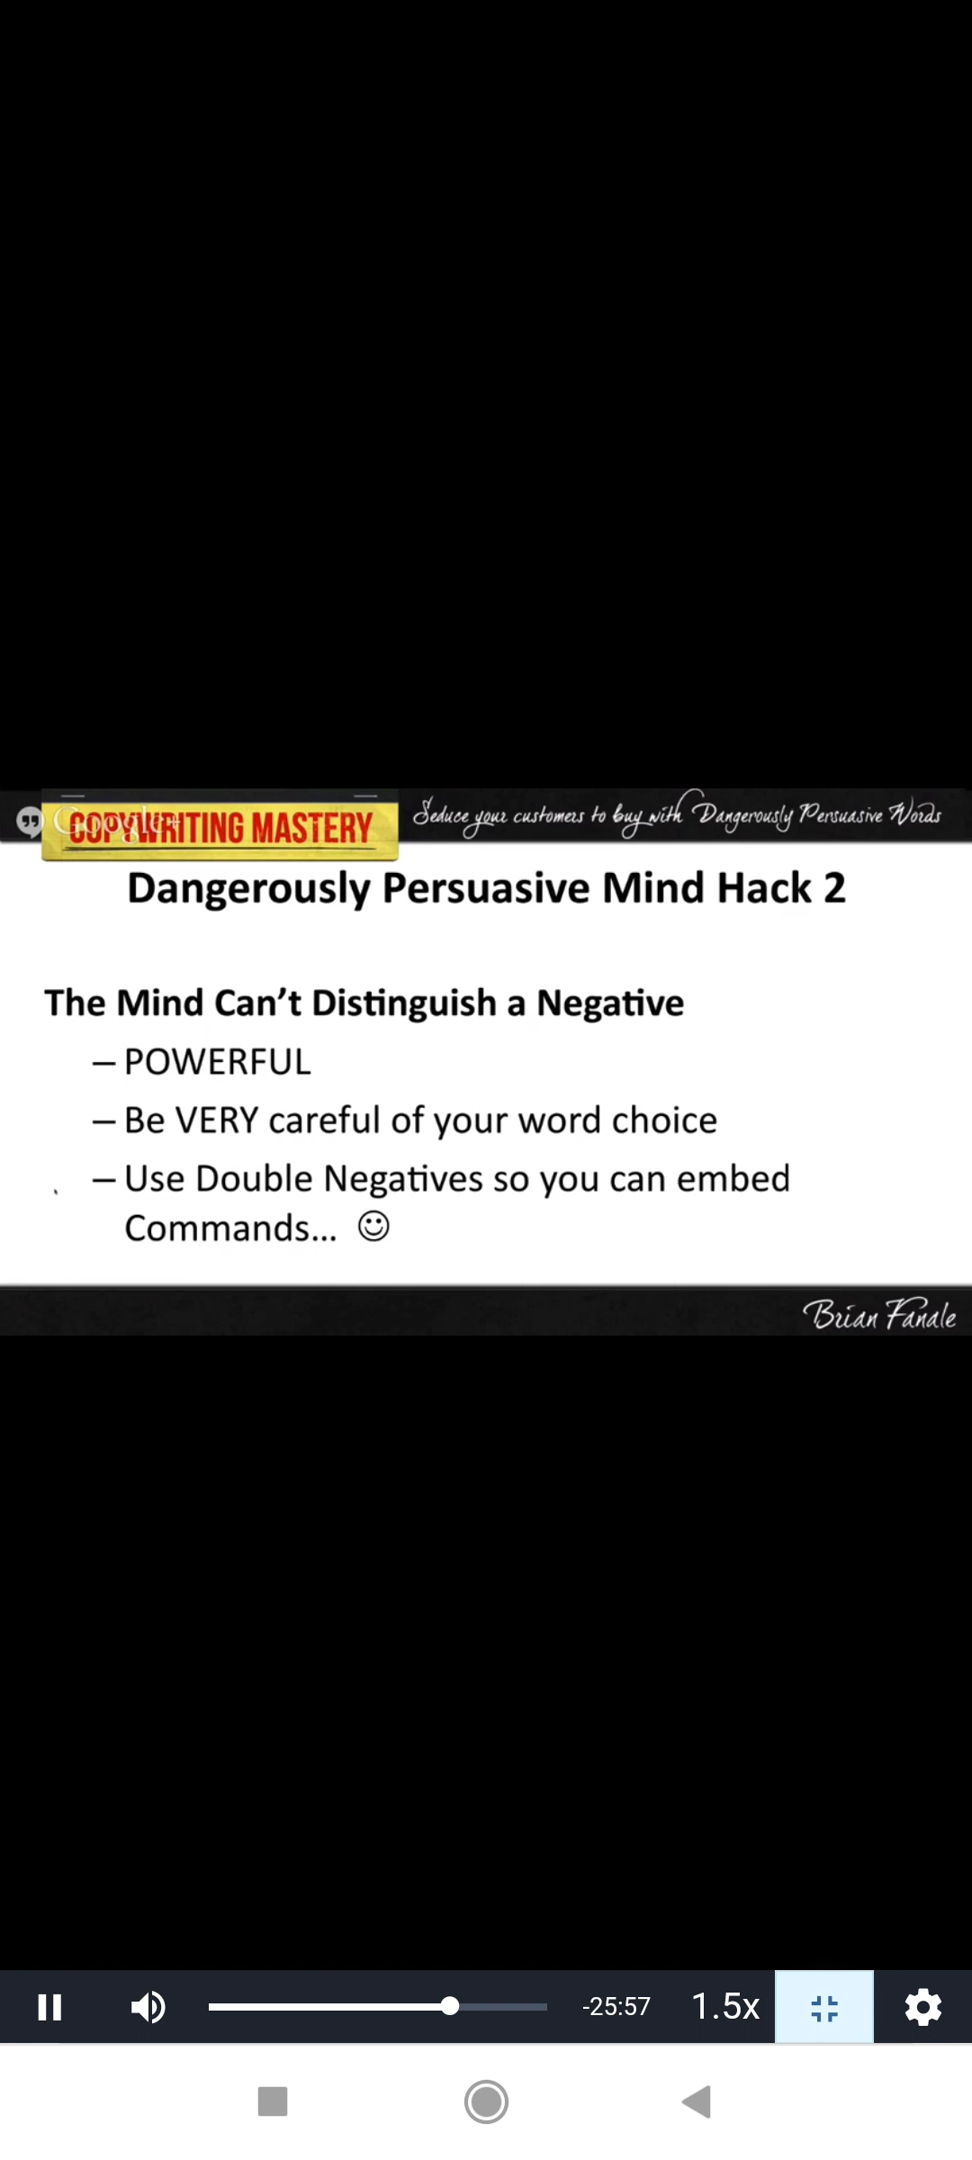 Google+
COPYWRITING MASTERY
Seduce your customers to buy with Dangerously Persuasive Words
Dangerously Persuasive Mind Hack 2
The Mind Can’t Distinguish a Negative
– POWERFUL
– Be VERY careful of your word choice
– Use Double Negatives so you can embed
Commands... ☺
Brian Fanale
-25:57 1.5x